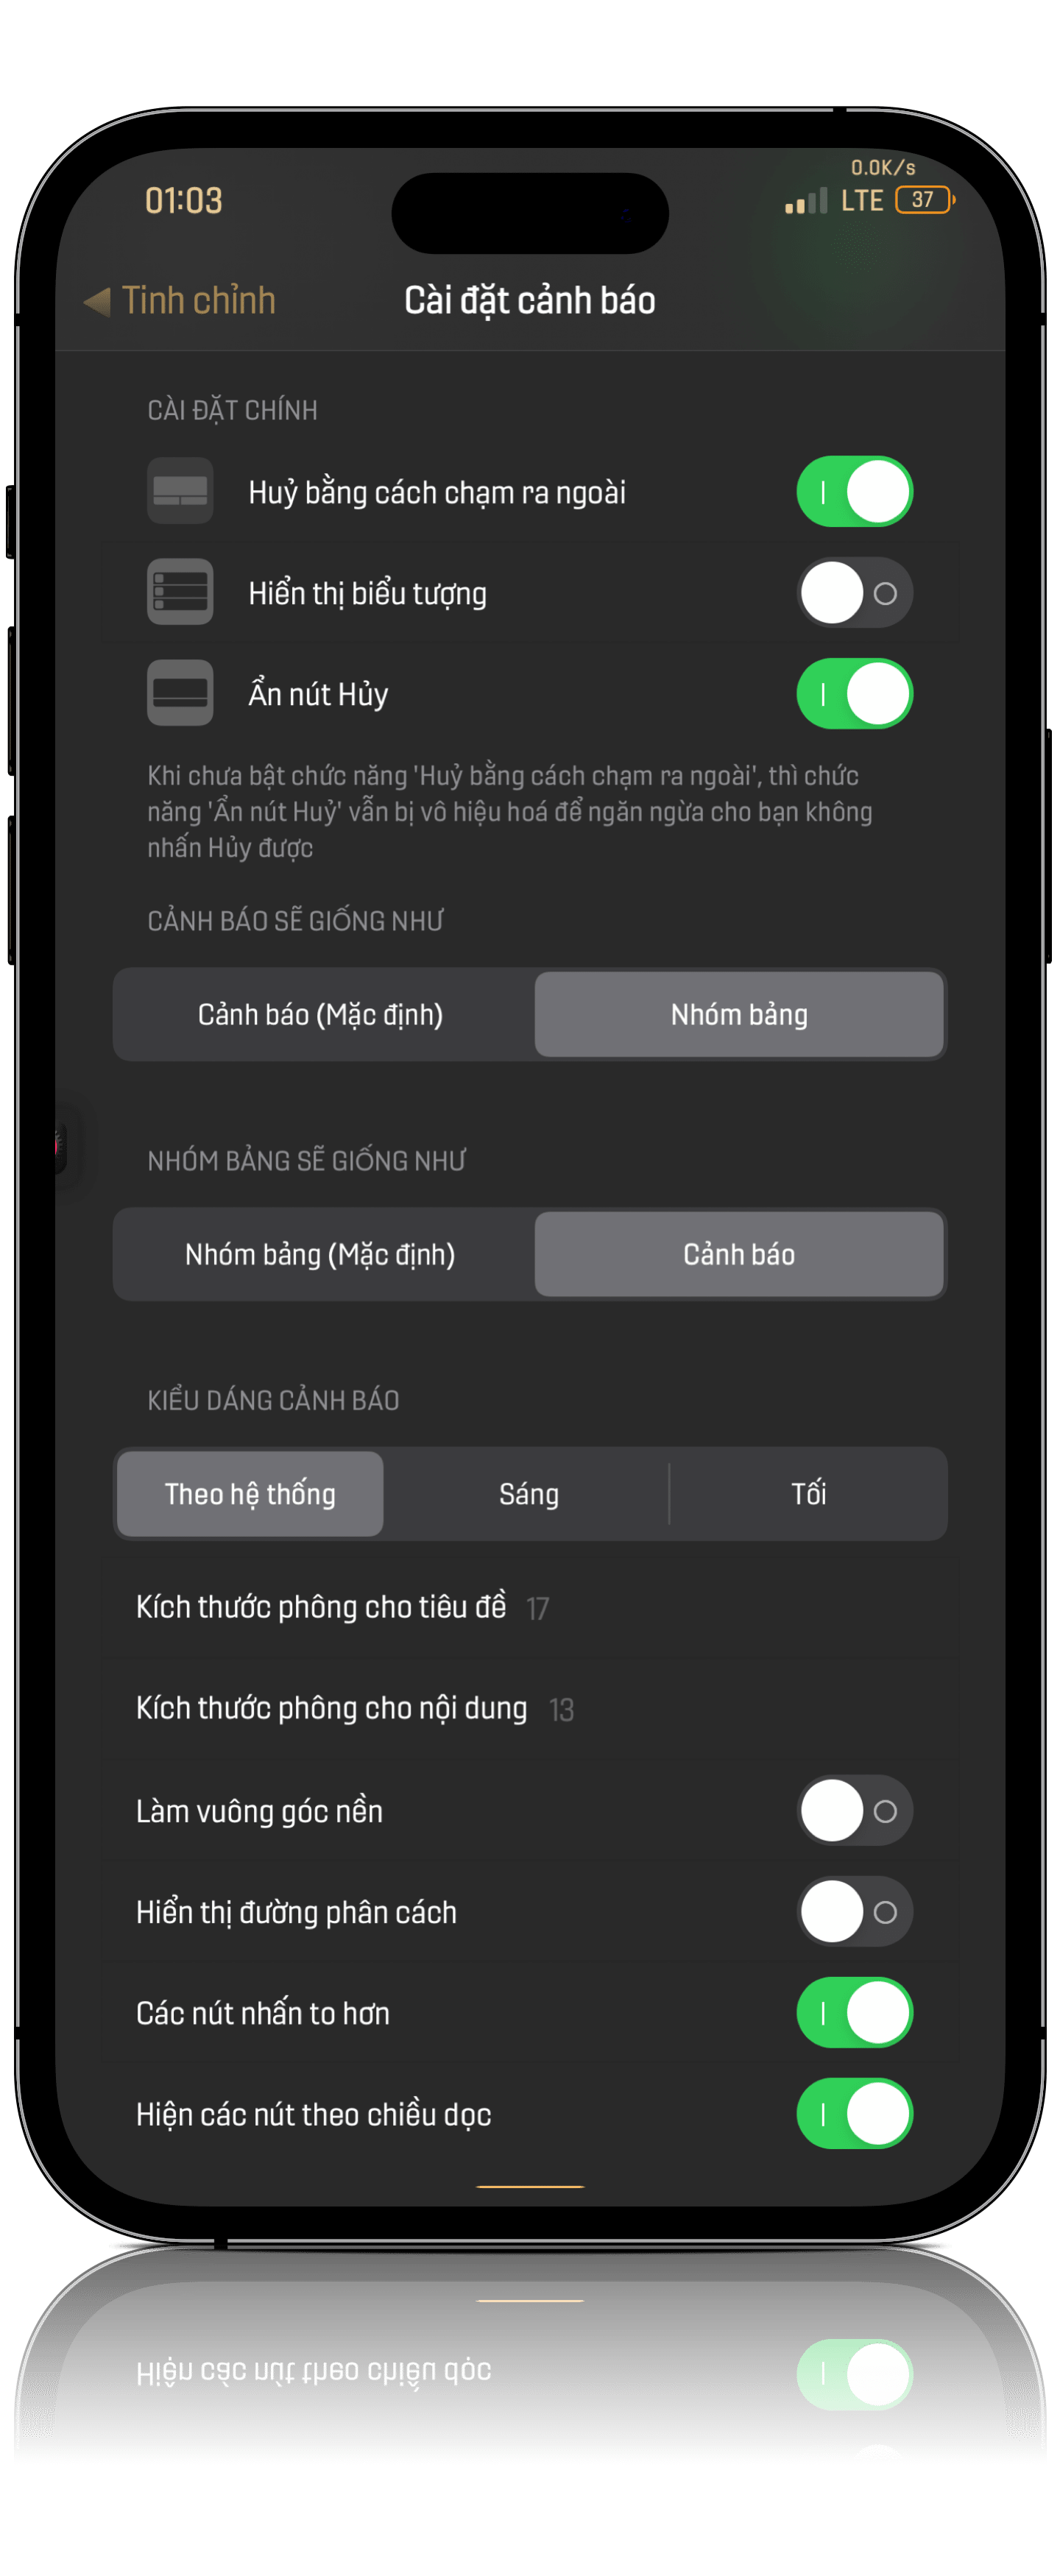 0.0K/s
01:03
LTE 37
Tinh chỉnh
Cài đặt cảnh báo
CÀI ĐẶT CHÍNH
Huỷ bằng cách chạm ra ngoài
Hiển thị biểu tượng
Ẩn nút Hủy
Khi chưa bật chức năng 'Huỷ bằng cách chạm ra ngoài', thì chức
năng 'Ẩn nút Huỷ' vẫn bị vô hiệu hoá để ngăn ngừa cho bạn không
nhấn Hủy được
CẢNH BÁO SẼ GIỐNG NHƯ
Cảnh báo (Mặc định)
Nhóm bảng
NHÓM BẢNG SẼ GIỐNG NHƯ
Nhóm bảng (Mặc định)
Cảnh báo
KIỂU DÁNG CẢNH BÁO
Theo hệ thống
Sáng
Tối
Kích thước phông cho tiêu đề 17
Kích thước phông cho nội dung 13
Làm vuông góc nền
Hiển thị đường phân cách
Các nút nhấn to hơn
Hiện các nút theo chiều dọc
Hiện các nút theo chiều dọc